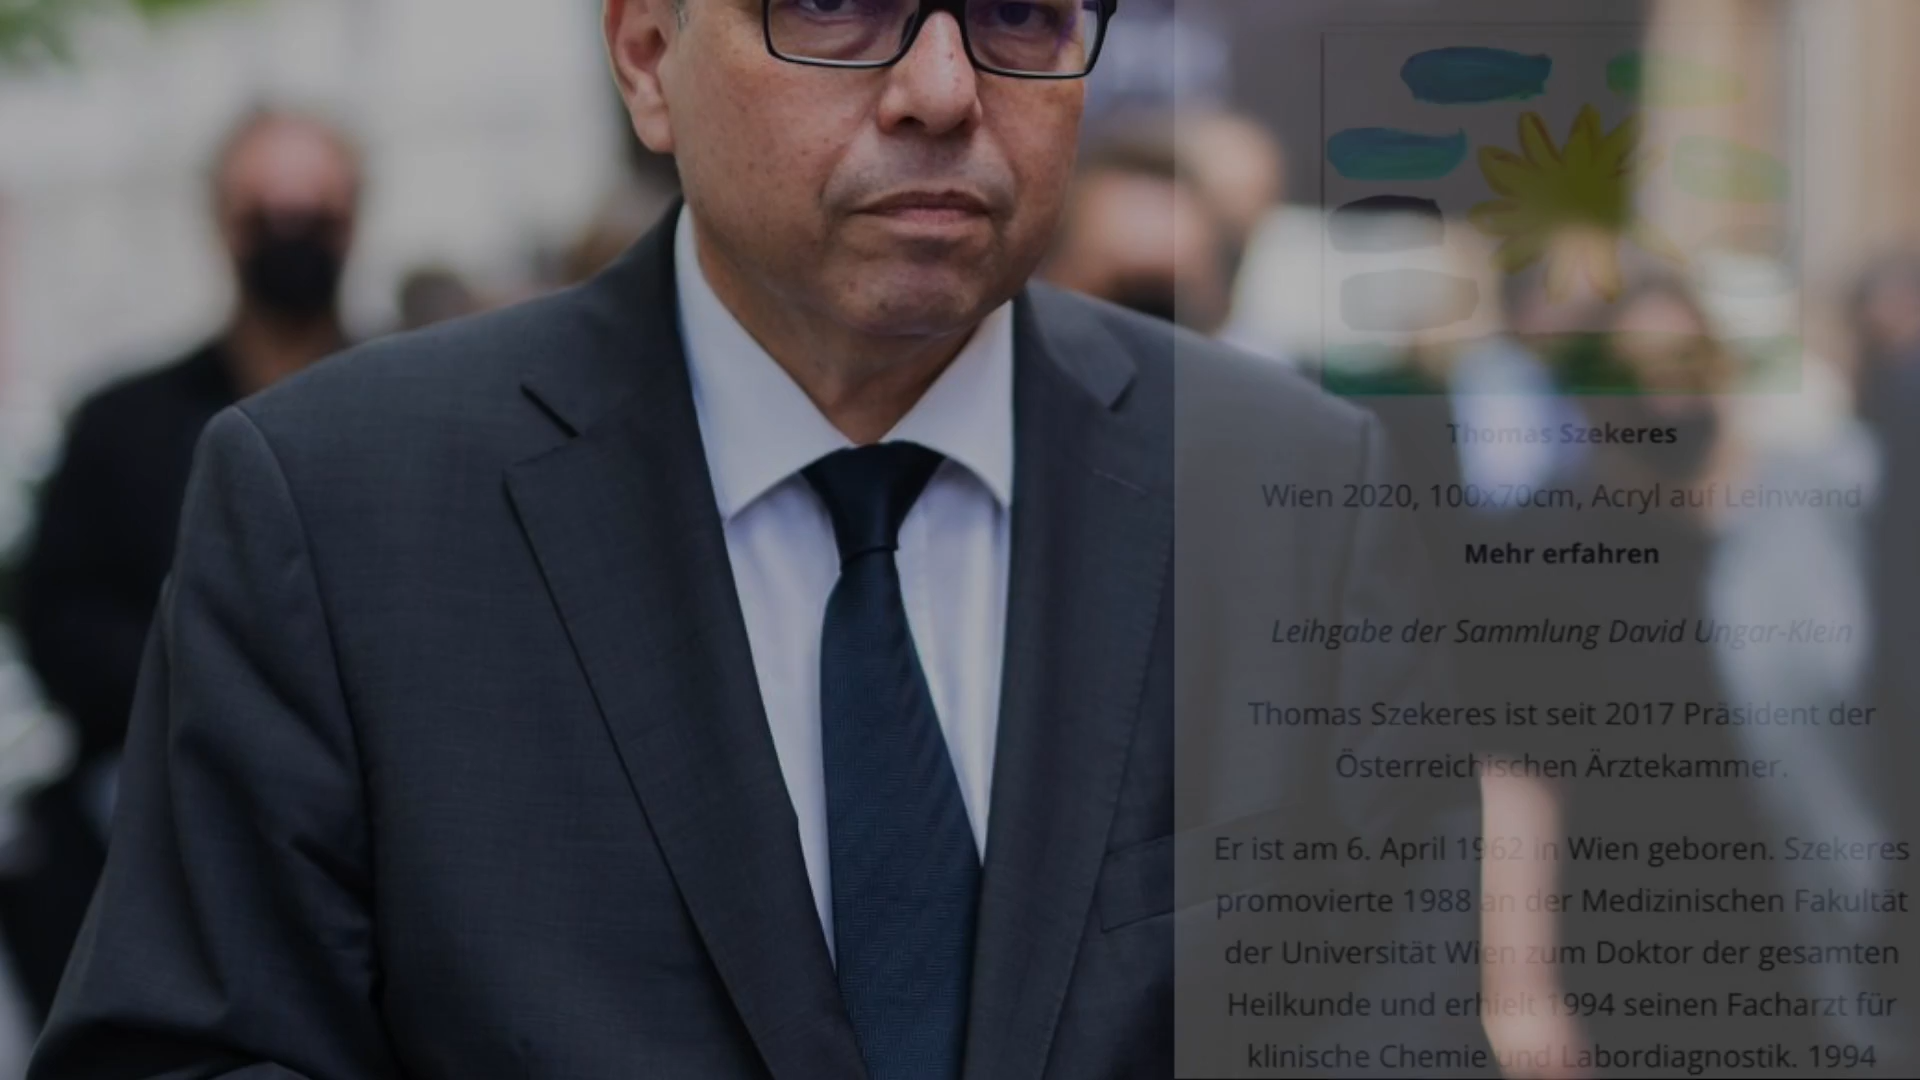 Thomas Szekeres
Wien 2020, 100x70cm, Acryl auf Leinwand
Mehr erfahren
Leihgabe der Sammlung David Ungar-Klein
Thomas Szekeres ist seit 2017 Präsident der
Österreichischen Ärztekammer.
Er ist am 6. April 1962 in Wien geboren. Szekeres
promovierte 1988 an der Medizinischen Fakultät
der Universität Wien zum Doktor der gesamten
Heilkunde und erhielt 1994 seinen Facharzt für
klinische Chemie und Labordiagnostik. 1994